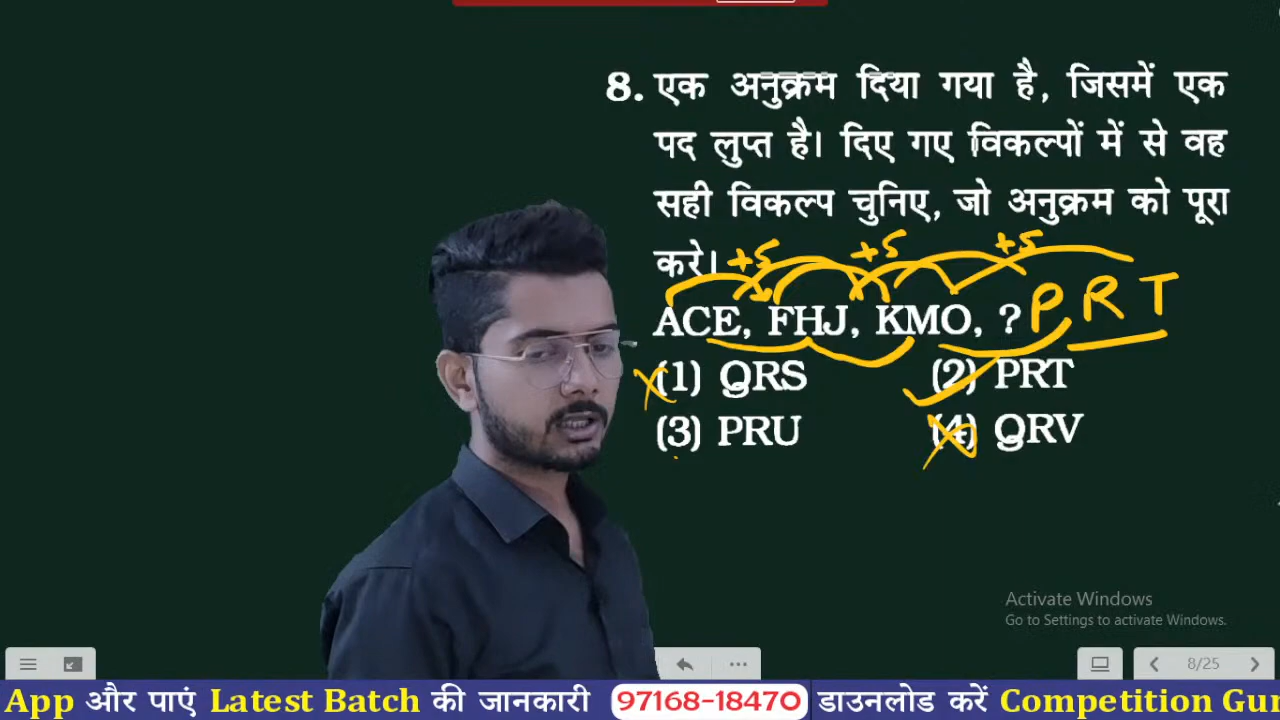 8. एक अनुक्रम दिया गया है, जिसमें एक
पद लुप्त है। दिए गए विकल्पों में से वह
सही विकल्प चुनिए, जो अनुक्रम को पूरा
करे।
+5 +5 +5
ACE, FHJ, KMO, ? PRT
(1) QRS (2) PRT
(3) PRU (4) QRV
Activate Windows
Go to Settings to activate Windows.
8/25
App और पाएं Latest Batch की जानकारी 97168-18470 डाउनलोड करें Competition Gur